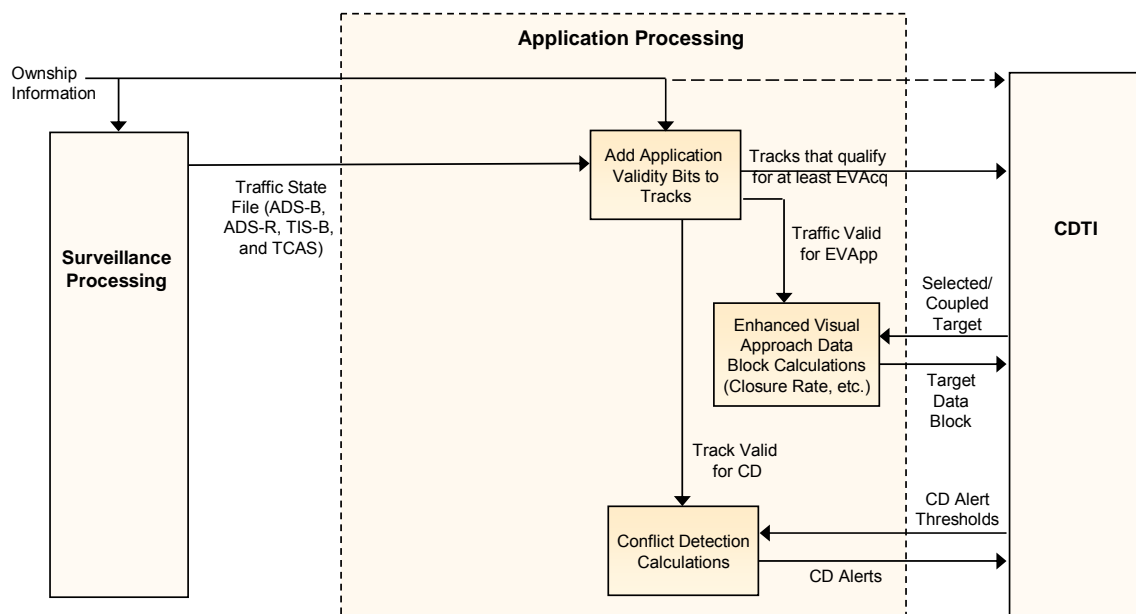 Application Processing
Ownship
Information
Add Application
Validity Bits to
Tracks
Tracks that qualify
for at least EVAcq
Traffic State
File (ADS-B,
ADS-R, TIS-B,
and TCAS)
Surveillance
Processing
CDTI
Traffic Valid
for EVApp
Selected/
Coupled
Target
Enhanced Visual
Approach Data
Block Calculations
(Closure Rate, etc.)
Target
Data
Block
Track Valid
for CD
CD Alert
Thresholds
Conflict Detection
Calculations
CD Alerts